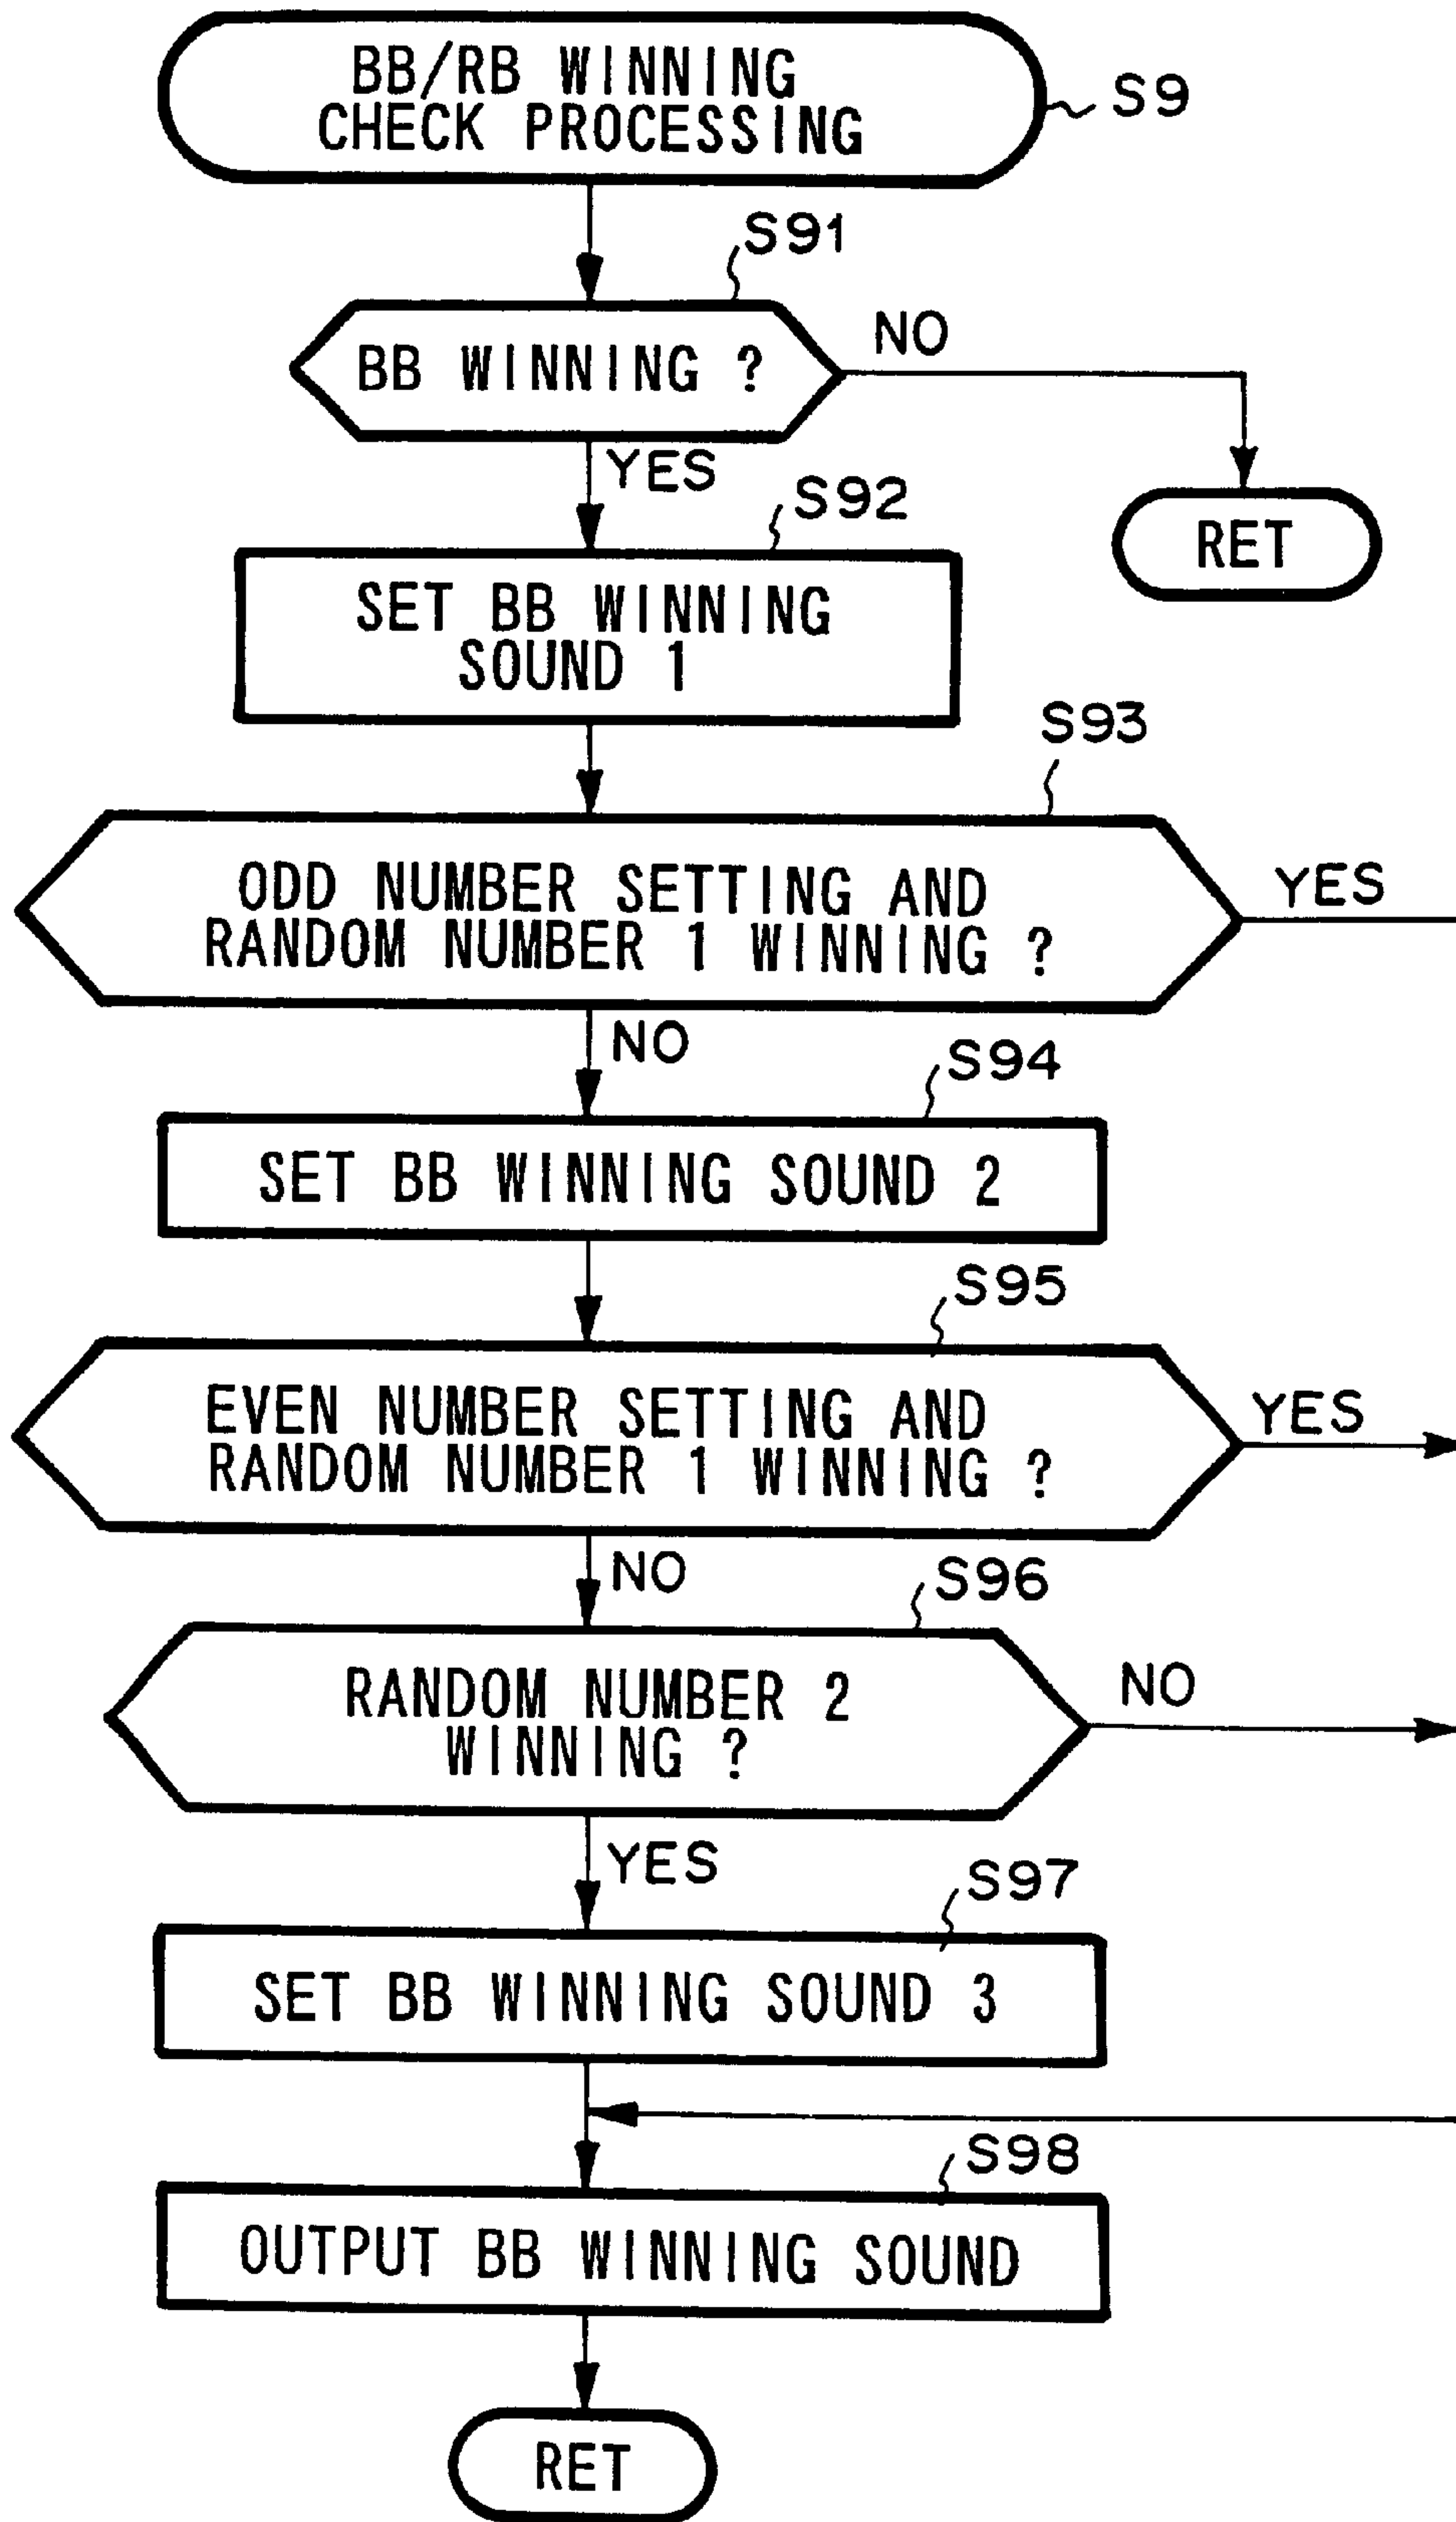 BB/RB WINNING
CHECK PROCESSING
S9
S91
BB WINNING ?
NO
YES
RET
S92
SET BB WINNING
SOUND 1
S93
ODD NUMBER SETTING AND
RANDOM NUMBER 1 WINNING ?
YES
NO
S94
SET BB WINNING SOUND 2
S95
EVEN NUMBER SETTING AND
RANDOM NUMBER 1 WINNING ?
YES
NO
S96
RANDOM NUMBER 2
WINNING ?
NO
YES
S97
SET BB WINNING SOUND 3
S98
OUTPUT BB WINNING SOUND
RET